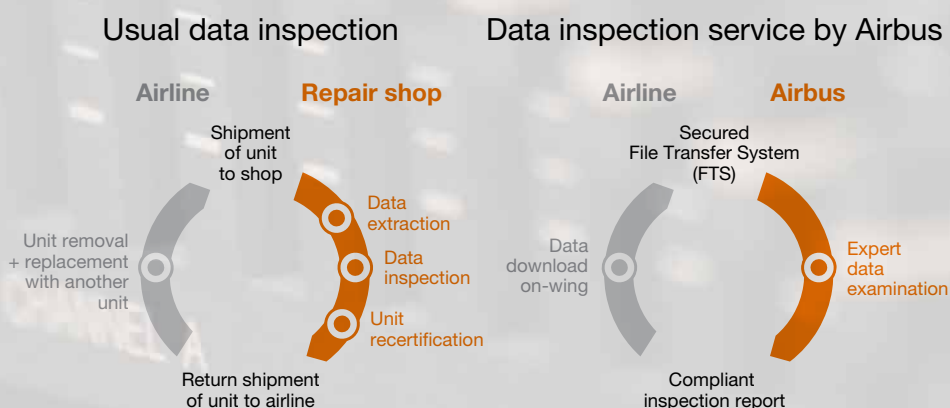 Usual data inspection
Airline
Repair shop
Shipment
of unit
to shop
Data
extraction
Data
inspection
Unit
recertification
Unit removal
+ replacement
with another
unit
Return shipment
of unit to airline
Data inspection service by Airbus
Airline
Airbus
Secured
File Transfer System
(FTS)
Expert
data
examination
Data
download
on-wing
Compliant
inspection report
CHANNEL A